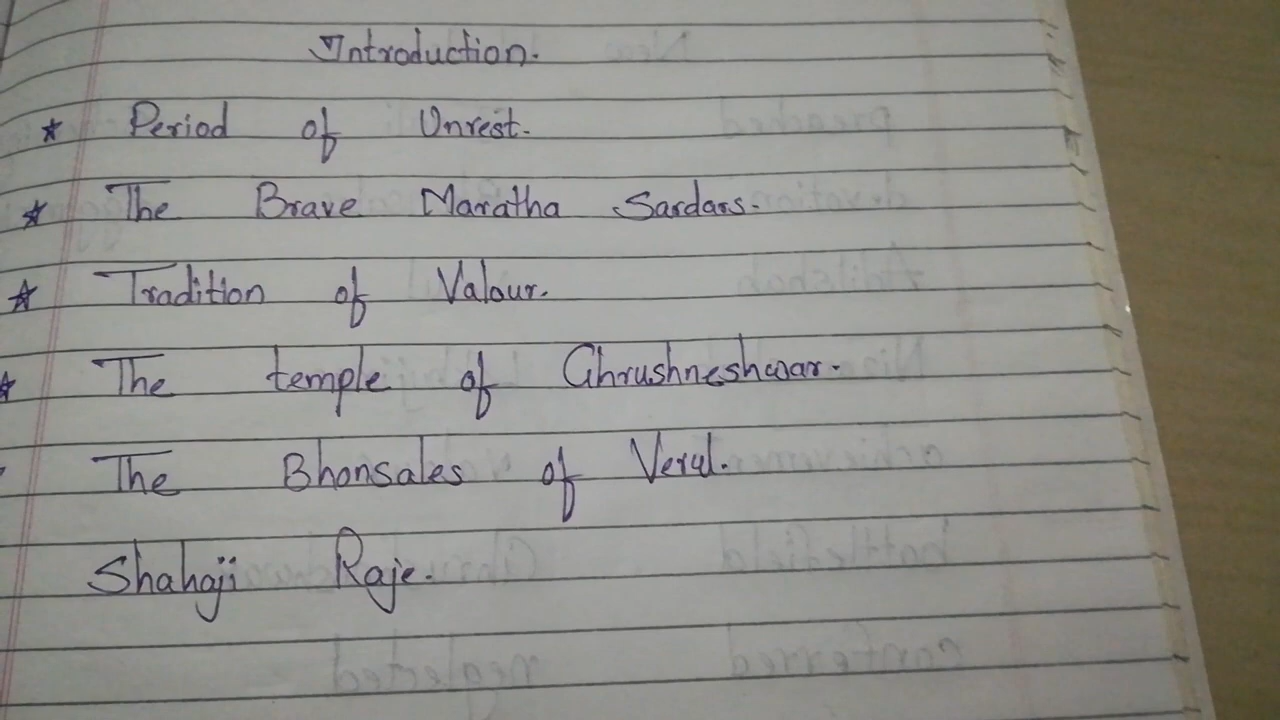 Introduction.
★ Period of Unrest.
★ The Brave Maratha Sardars.
★ Tradition of Valour.
★ The temple of Ghrushneshwar.
The Bhonsales of Verul.
Shahaji Raje.